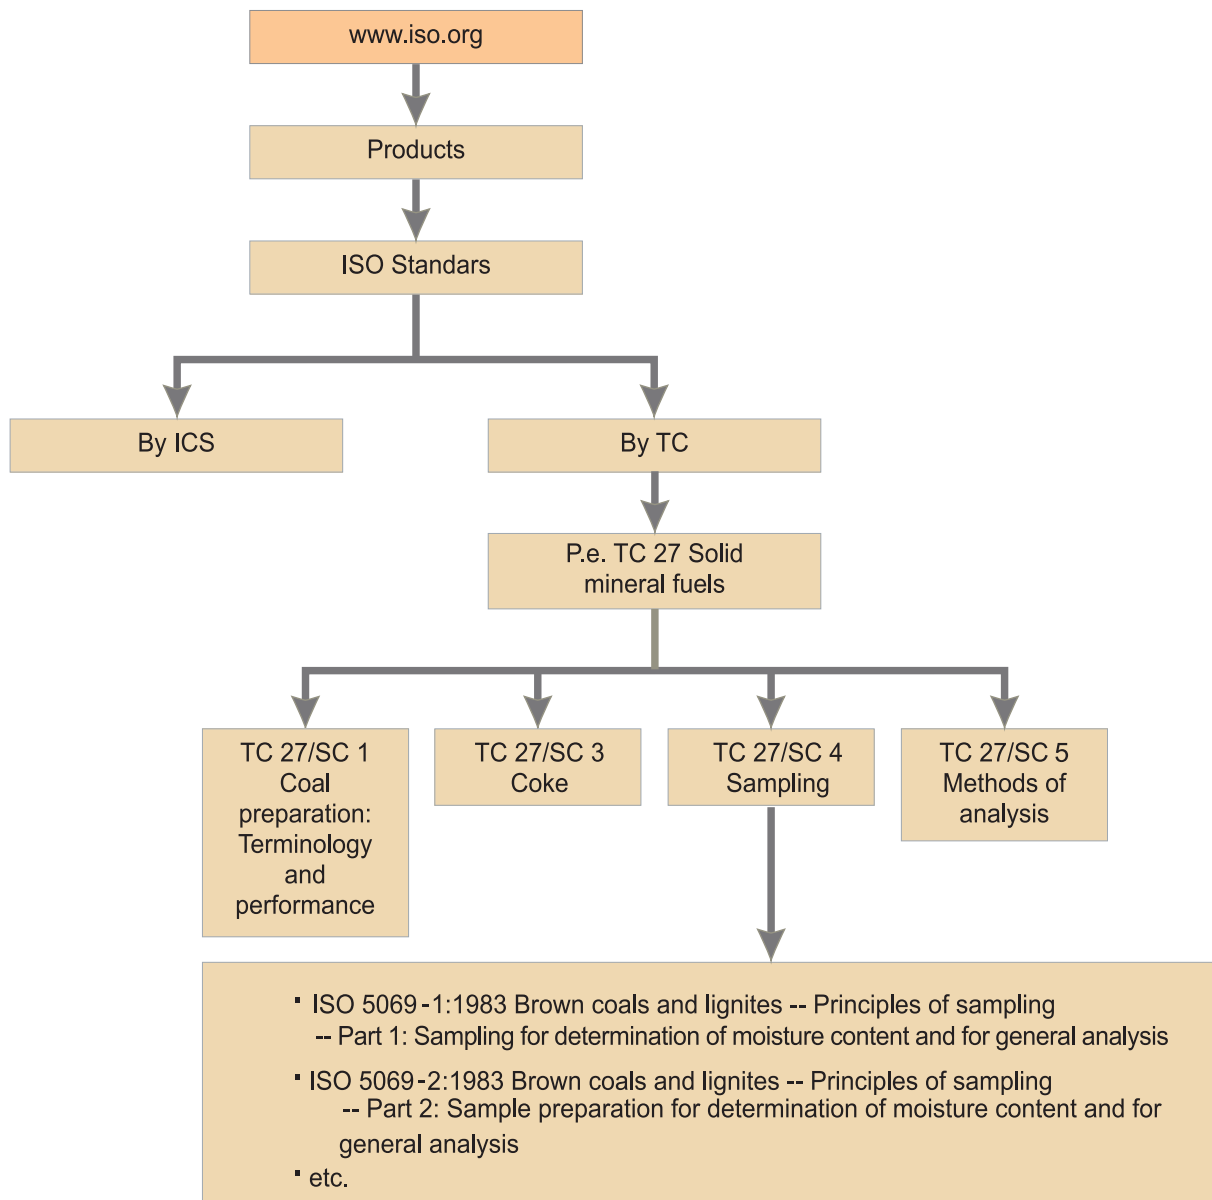 www.iso.org
Products
ISO Standars
By ICS
By TC
P.e. TC 27 Solid
mineral fuels
TC 27/SC 1
Coal
preparation:
Terminology
and
performance
TC 27/SC 3
Coke
TC 27/SC 4
Sampling
TC 27/SC 5
Methods of
analysis
▪ ISO 5069-1:1983 Brown coals and lignites -- Principles of sampling
-- Part 1: Sampling for determination of moisture content and for general analysis
▪ ISO 5069-2:1983 Brown coals and lignites -- Principles of sampling
-- Part 2: Sample preparation for determination of moisture content and for
general analysis
▪ etc.